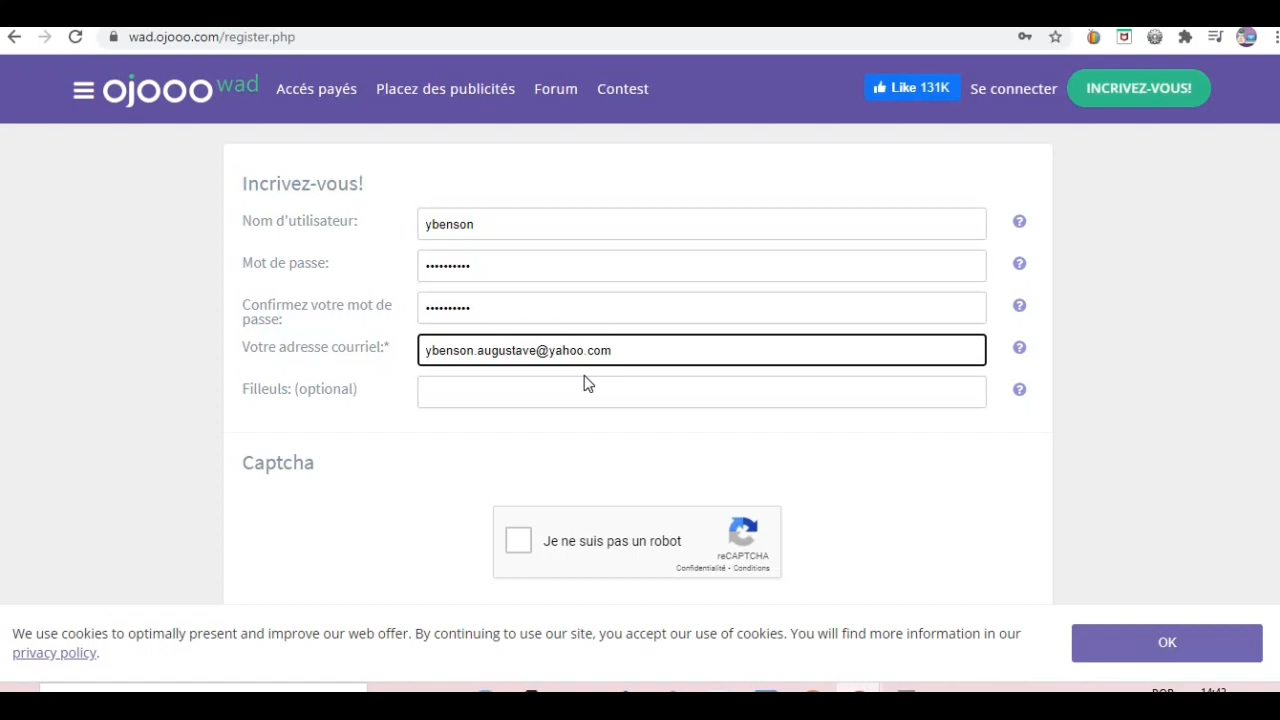 wad.ojooo.com/register.php
ojooo wad Accés payés Placez des publicités Forum Contest Like 131K Se connecter INCRIVEZ-VOUS!
Incrivez-vous!
Nom d'utilisateur: ybenson
Mot de passe: ••••••••••
Confirmez votre mot de
passe: ••••••••••
Votre adresse courriel:* ybenson.augustave@yahoo.com
Filleuls: (optional)
Captcha
Je ne suis pas un robot
reCAPTCHA
Confidentialité - Conditions
We use cookies to optimally present and improve our web offer. By continuing to use our site, you accept our use of cookies. You will find more information in our
privacy policy.
OK